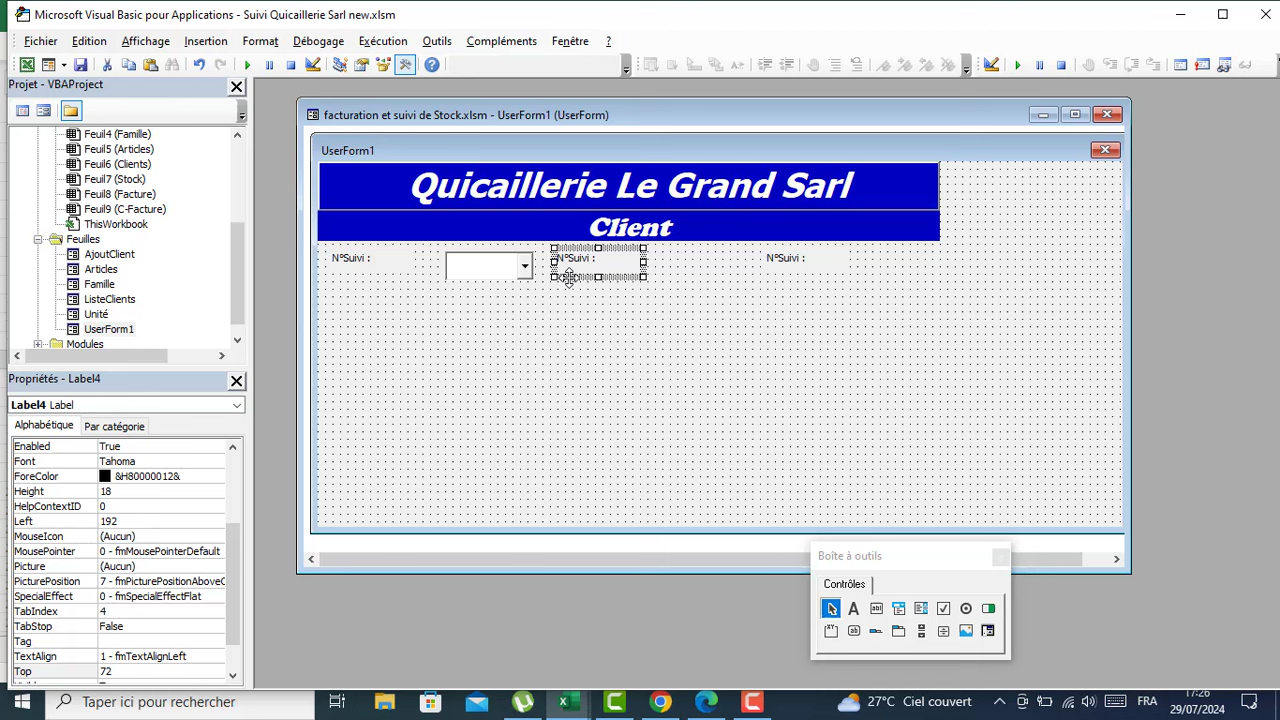 Microsoft Visual Basic pour Applications - Suivi Quicaillerie Sarl new.xlsm
Fichier Edition Affichage Insertion Format Débogage Exécution Outils Compléments Fenêtre ?
Projet - VBAProject
Feuil4 (Famille)
Feuil5 (Articles)
Feuil6 (Clients)
Feuil7 (Stock)
Feuil8 (Facture)
Feuil9 (C-Facture)
ThisWorkbook
Feuilles
AjoutClient
Articles
Famille
ListeClients
Unité
UserForm1
Modules
Propriétés - Label4
Label4 Label
Alphabétique Par catégorie
Enabled True
Font Tahoma
ForeColor &H80000012&
Height 18
HelpContextID 0
Left 192
MouseIcon (Aucun)
MousePointer 0 - fmMousePointerDefault
Picture (Aucun)
PicturePosition 7 - fmPicturePositionAboveC
SpecialEffect 0 - fmSpecialEffectFlat
TabIndex 4
TabStop False
Tag
TextAlign 1 - fmTextAlignLeft
Top 72
facturation et suivi de Stock.xlsm - UserForm1 (UserForm)
UserForm1
Quicaillerie Le Grand Sarl
Client
N°Suivi : N°Suivi : N°Suivi :
Boîte à outils
Contrôles
Taper ici pour rechercher
27°C Ciel couvert
FRA
17:26
29/07/2024